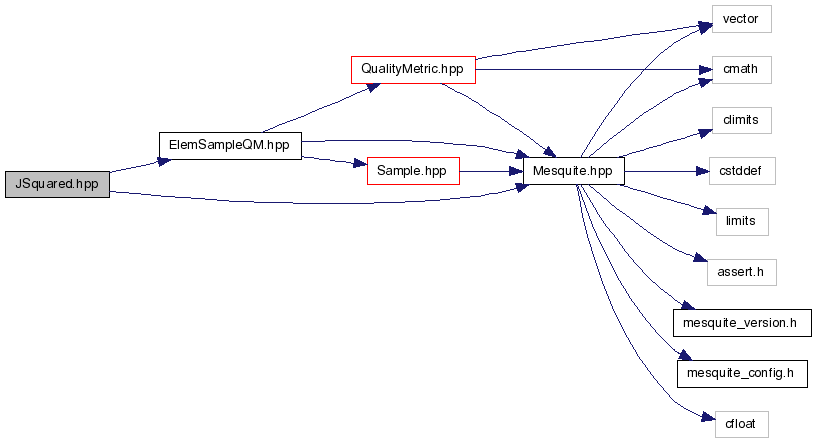 vector
QualityMetric.hpp
cmath
climits
ElemSampleQM.hpp
Sample.hpp
Mesquite.hpp
cstddef
JSquared.hpp
limits
assert.h
mesquite_version.h
mesquite_config.h
cfloat